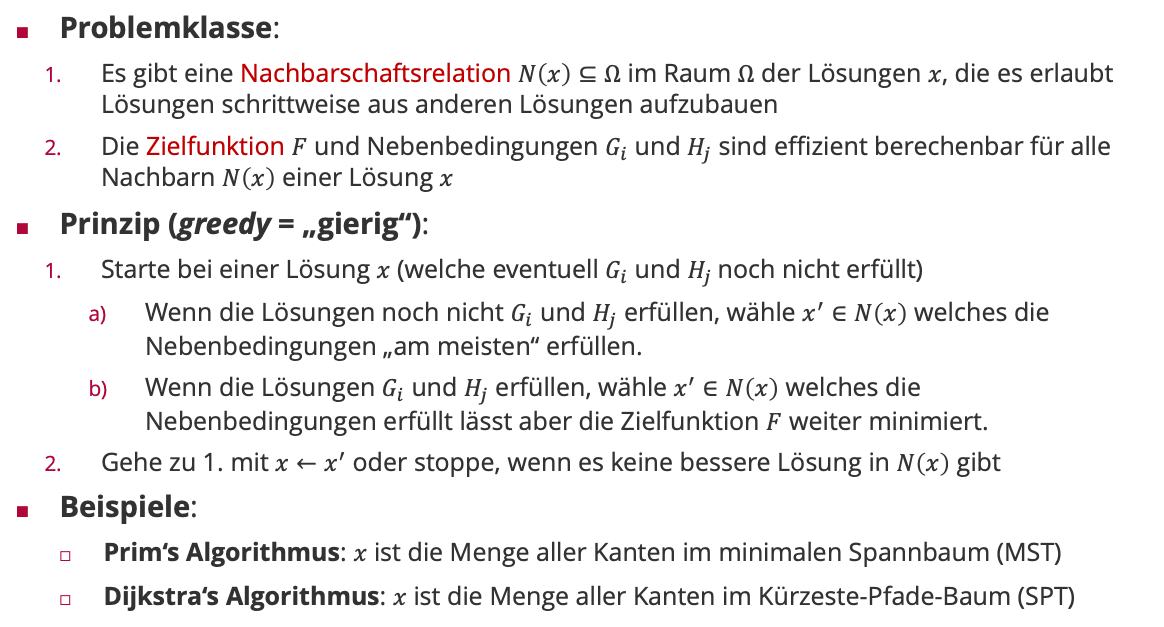 Problemklasse:
1. Es gibt eine Nachbarschaftsrelation N(x) ⊆ Ω im Raum Ω der Lösungen x, die es erlaubt
Lösungen schrittweise aus anderen Lösungen aufzubauen
2. Die Zielfunktion F und Nebenbedingungen Gᵢ und Hⱼ sind effizient berechenbar für alle
Nachbarn N(x) einer Lösung x
Prinzip (greedy = „gierig“):
1. Starte bei einer Lösung x (welche eventuell Gᵢ und Hⱼ noch nicht erfüllt)
a) Wenn die Lösungen noch nicht Gᵢ und Hⱼ erfüllen, wähle x′ ∈ N(x) welches die
Nebenbedingungen „am meisten“ erfüllen.
b) Wenn die Lösungen Gᵢ und Hⱼ erfüllen, wähle x′ ∈ N(x) welches die
Nebenbedingungen erfüllt lässt aber die Zielfunktion F weiter minimiert.
2. Gehe zu 1. mit x ← x′ oder stoppe, wenn es keine bessere Lösung in N(x) gibt
Beispiele:
Prim‘s Algorithmus: x ist die Menge aller Kanten im minimalen Spannbaum (MST)
Dijkstra‘s Algorithmus: x ist die Menge aller Kanten im Kürzeste-Pfade-Baum (SPT)